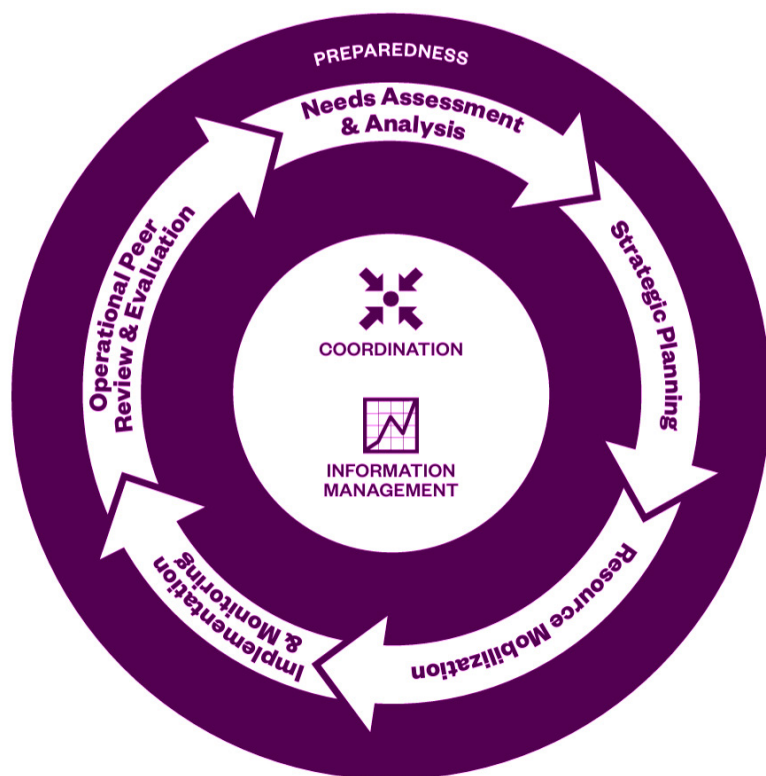 PREPAREDNESS
Needs Assessment
& Analysis
Strategic Planning
Resource Mobilization
Implementation
& Monitoring
Operational Peer
Review & Evaluation
COORDINATION
INFORMATION
MANAGEMENT